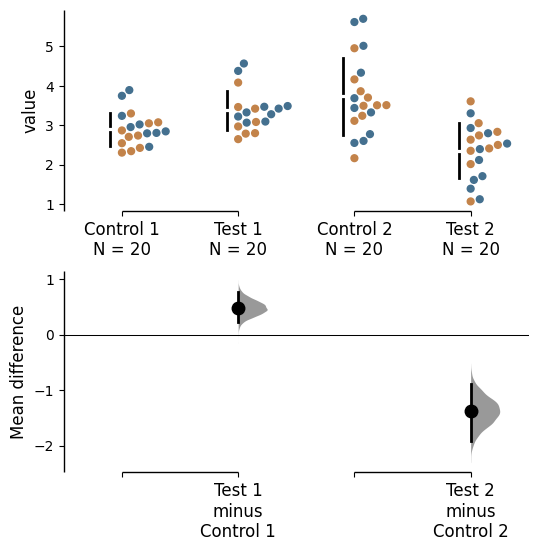 value
5
4
3
2
1
Control 1
N = 20
Test 1
N = 20
Control 2
N = 20
Test 2
N = 20
Mean difference
1
0
−1
−2
Test 1
minus
Control 1
Test 2
minus
Control 2